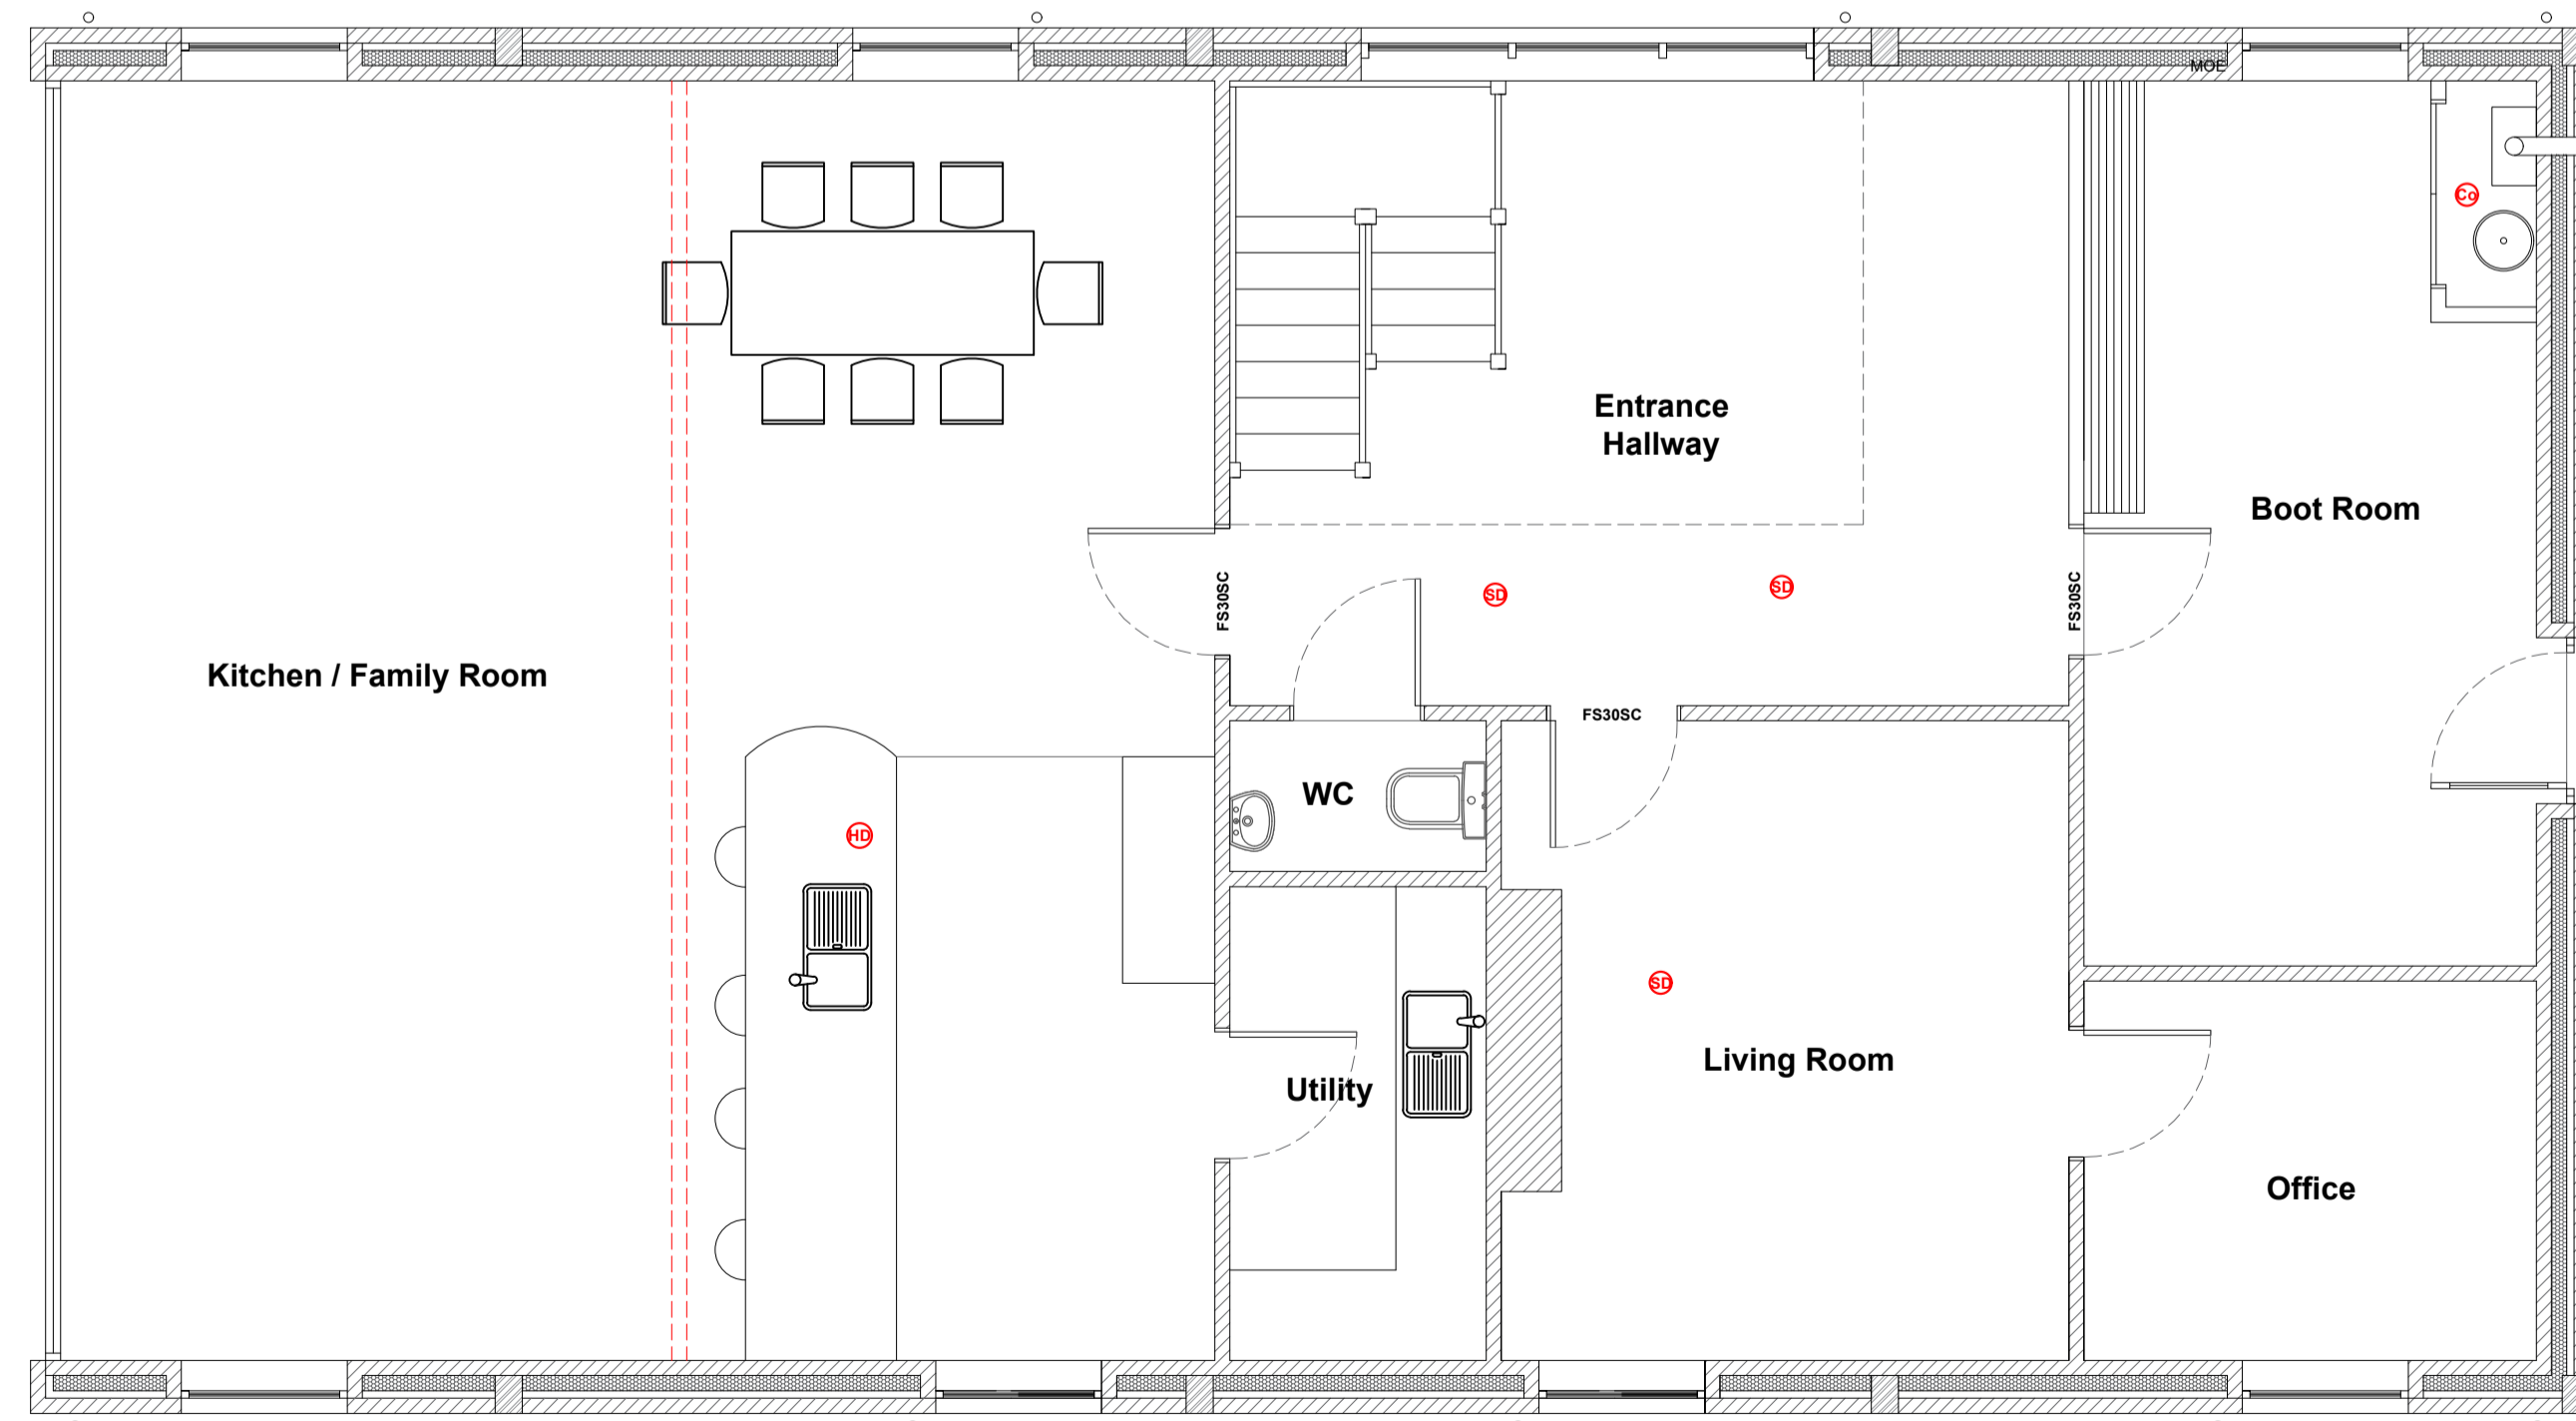 MOE
Co
Entrance
Hallway
Boot Room
FS30SC
SD
SD
FS30SC
Kitchen / Family Room
FS30SC
WC
HD
SD
Living Room
Utility
Office